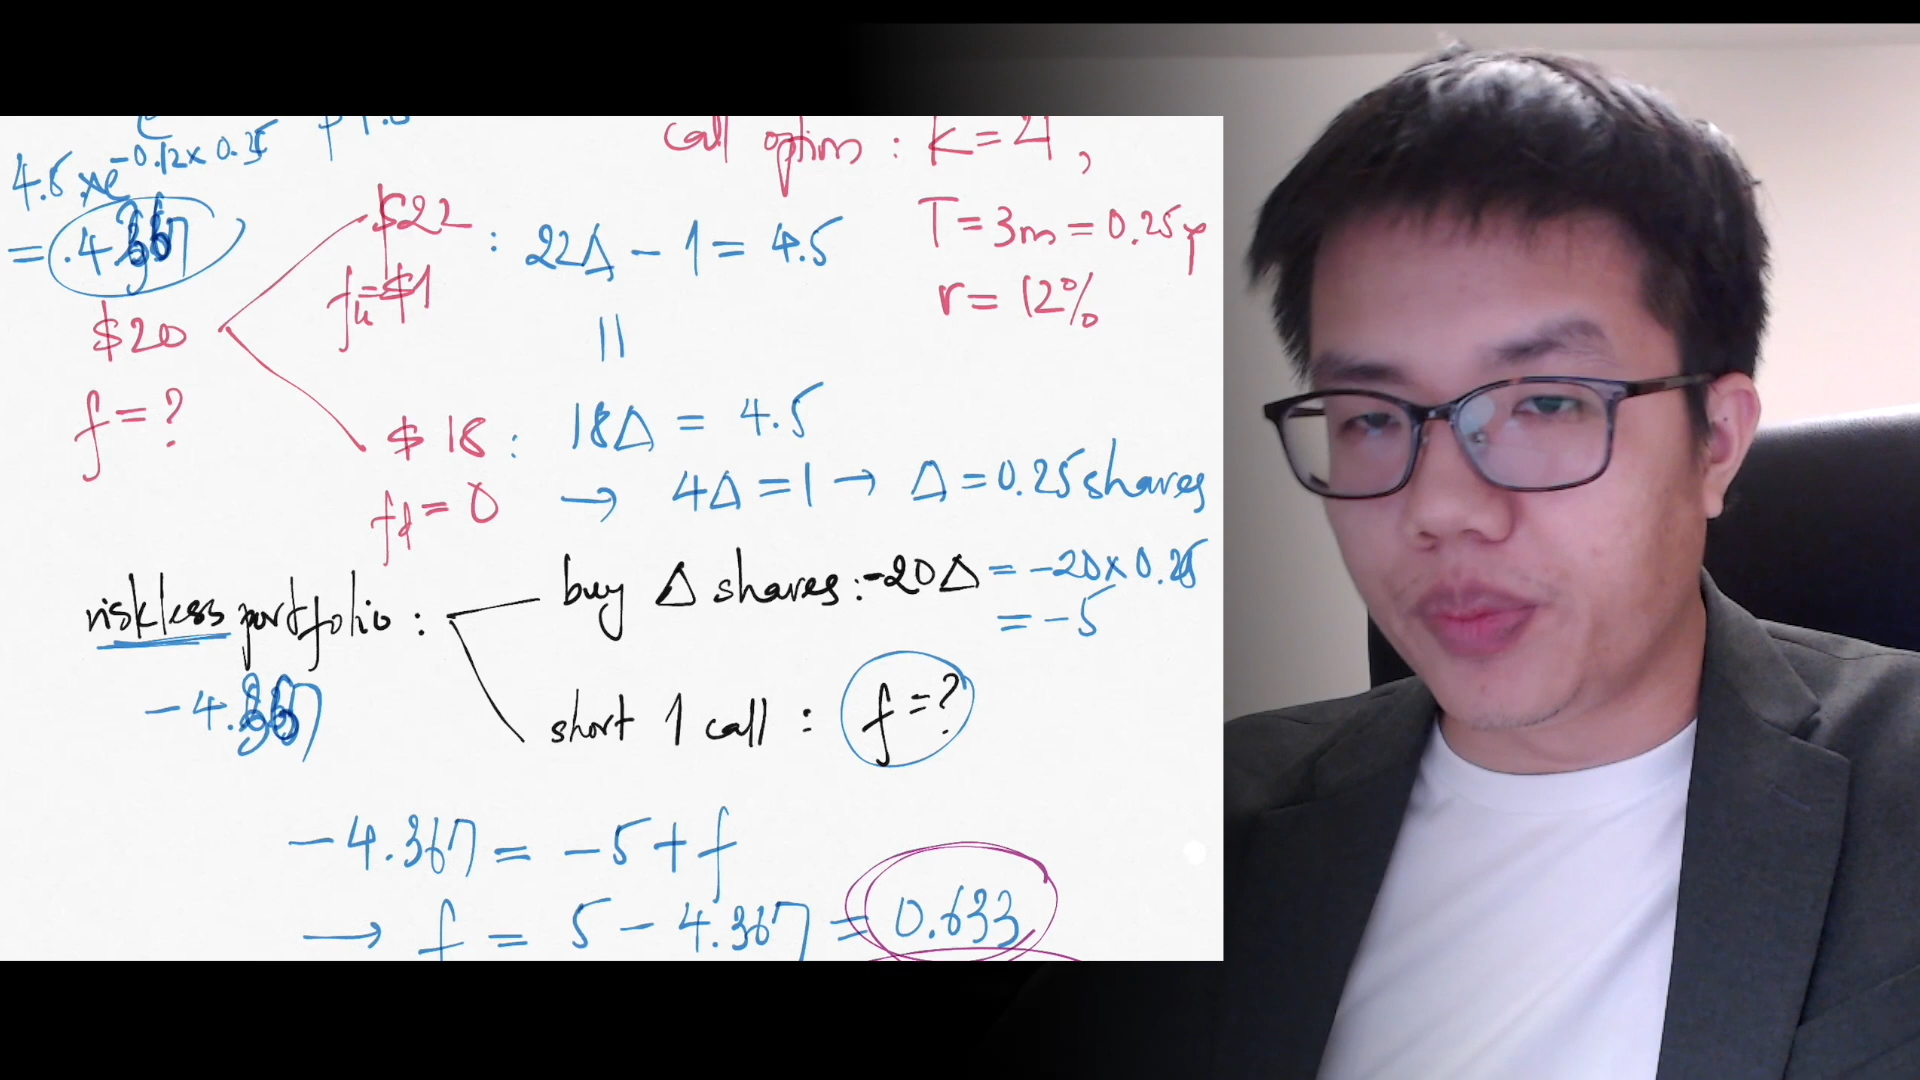 call option : K = 21,
4.5 x e^-0.12 x 0.25
= 4.367
$22
: 22Δ - 1 = 4.5
T = 3m = 0.25y
fu = $1
r = 12%
$20
||
f = ?
$18 : 18Δ = 4.5
fd = 0
→ 4Δ = 1 → Δ = 0.25 shares
riskless portfolio :
buy Δ shares : -20Δ = -20 x 0.25
= -5
-4.367
short 1 call : f = ?
-4.367 = -5 + f
→ f = 5 - 4.367 = 0.633